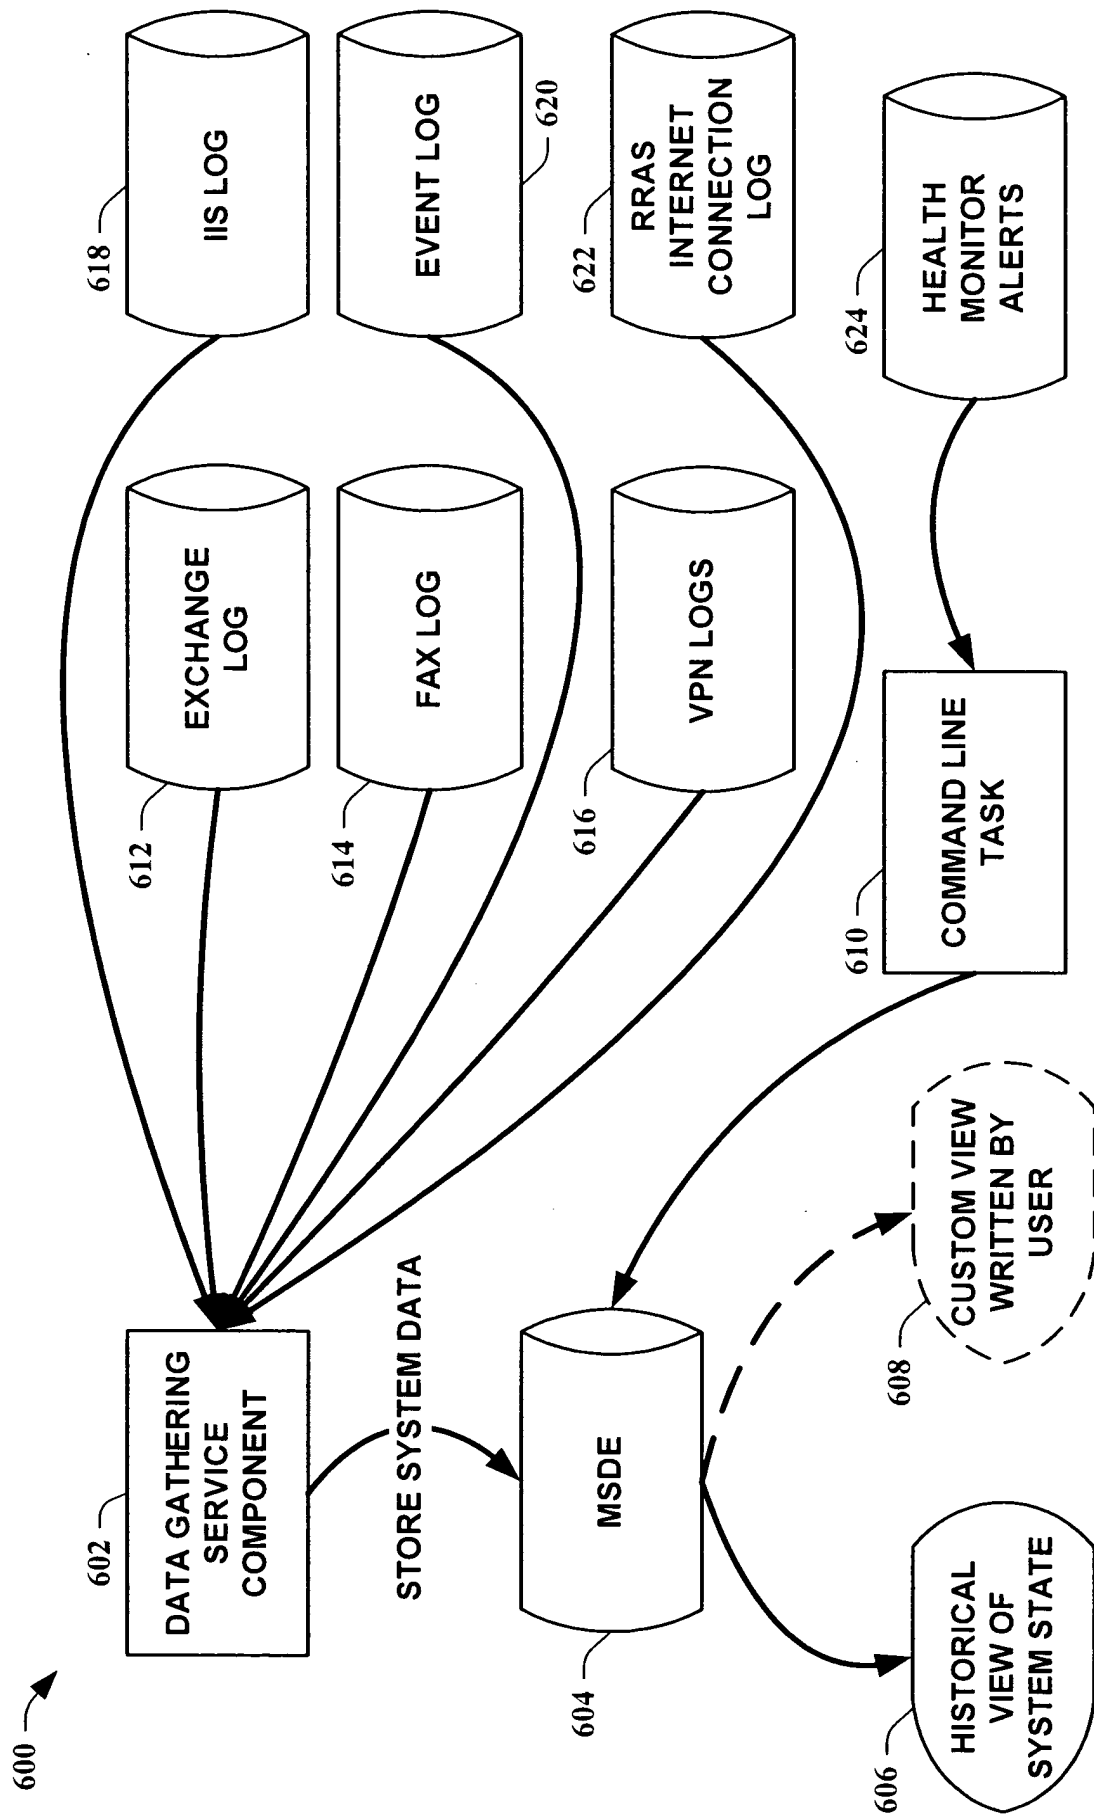 600
602
DATA GATHERING
SERVICE
COMPONENT
612
EXCHANGE
LOG
618
IIS LOG
614
FAX LOG
EVENT LOG
620
STORE SYSTEM DATA
604
MSDE
616
VPN LOGS
622
RRAS
INTERNET
CONNECTION
LOG
606
HISTORICAL
VIEW OF
SYSTEM STATE
608
CUSTOM VIEW
WRITTEN BY
USER
610
COMMAND LINE
TASK
624
HEALTH
MONITOR
ALERTS